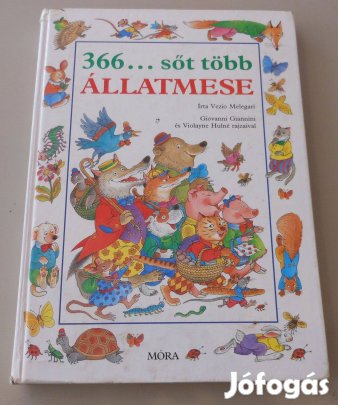 366... sőt több
ÁLLATMESE
Írta Vezio Melegari
Giovanni Giannini
és Violayne Hulné rajzaival
MÓRA
Jófogás